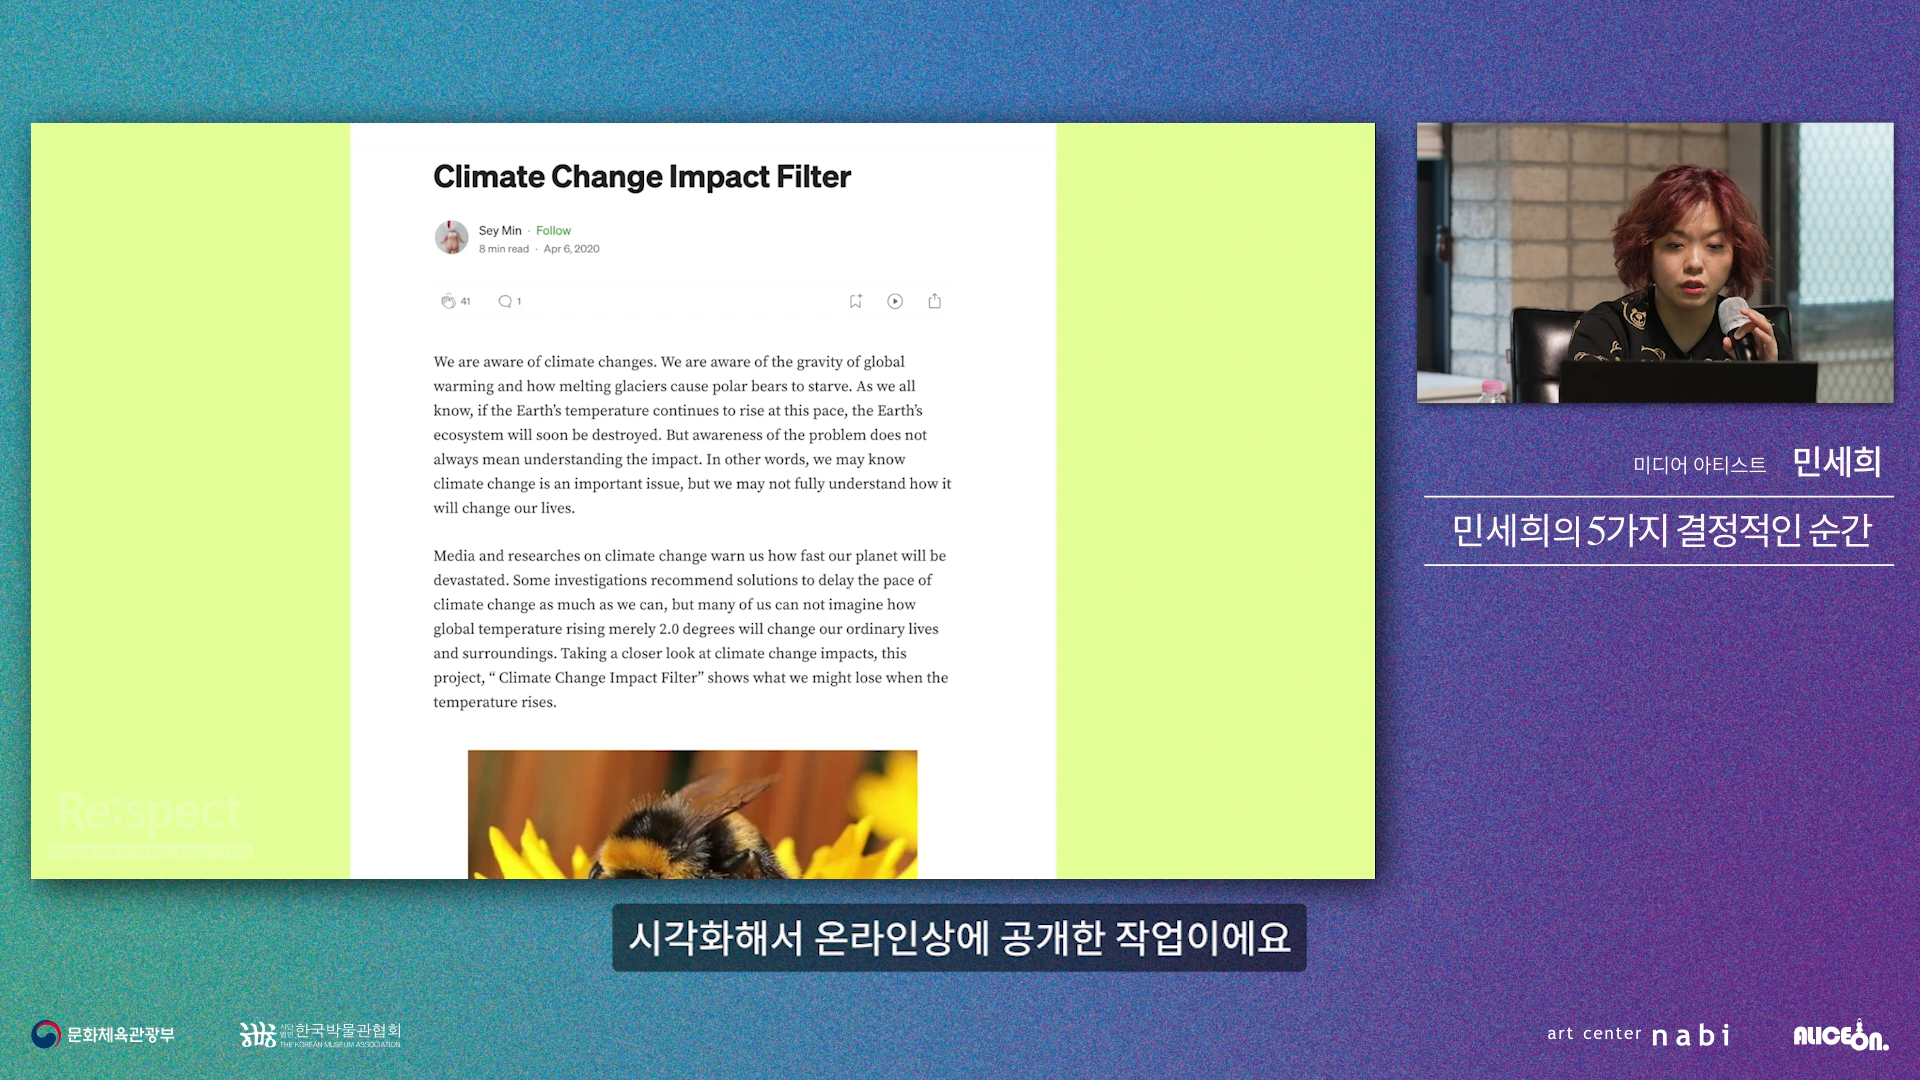 Climate Change Impact Filter
Sey Min · Follow
8 min read · Apr 6, 2020
41 1
We are aware of climate changes. We are aware of the gravity of global
warming and how melting glaciers cause polar bears to starve. As we all
know, if the Earth’s temperature continues to rise at this pace, the Earth’s
ecosystem will soon be destroyed. But awareness of the problem does not
always mean understanding the impact. In other words, we may know
climate change is an important issue, but we may not fully understand how it
will change our lives.
Media and researches on climate change warn us how fast our planet will be
devastated. Some investigations recommend solutions to delay the pace of
climate change as much as we can, but many of us can not imagine how
global temperature rising merely 2.0 degrees will change our ordinary lives
and surroundings. Taking a closer look at climate change impacts, this
project, “ Climate Change Impact Filter” shows what we might lose when the
temperature rises.
Re:spect
미디어 아티스트 민세희
민세희의 5가지 결정적인 순간
시각화해서 온라인상에 공개한 작업이에요
문화체육관광부
사단법인 한국박물관협회
THE KOREAN MUSEUM ASSOCIATION
art center nabi
ALICEON.